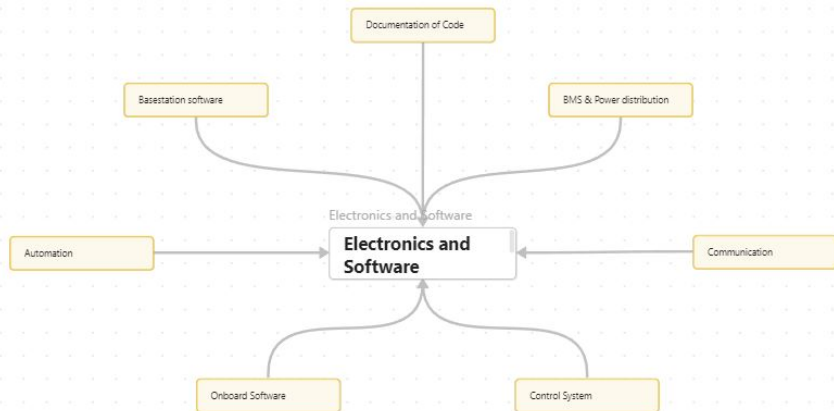 Documentation of Code
Basestation software
BMS & Power distribution
Electronics and Software
Electronics and
Software
Automation
Communication
Onboard Software
Control System